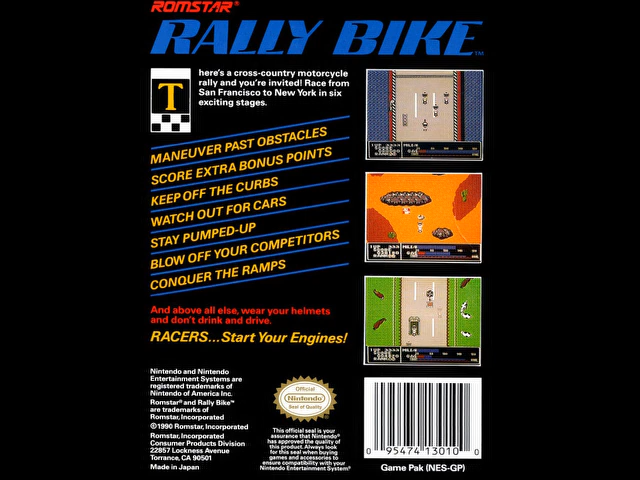 ROMSTAR®
RALLY BIKE™
T
here's a cross-country motorcycle
rally and you're invited! Race from
San Francisco to New York in six
exciting stages.
MANEUVER PAST OBSTACLES
SCORE EXTRA BONUS POINTS
KEEP OFF THE CURBS
WATCH OUT FOR CARS
STAY PUMPED-UP
BLOW OFF YOUR COMPETITORS
CONQUER THE RAMPS
And above all else, wear your helmets
and don't drink and drive.
RACERS...Start Your Engines!
Nintendo and Nintendo
Entertainment Systems are
registered trademarks of
Nintendo of America Inc.
Romstar® and Rally Bike™
are trademarks of
Romstar, Incorporated
©1990 Romstar, Incorporated
Romstar, Incorporated
Consumer Products Division
22857 Lockness Avenue
Torrance, CA 90501
Made in Japan
Official
Nintendo
Seal of Quality
This official seal is your
assurance that Nintendo®
has approved the quality of
this product. Always look
for this seal when buying
games and accessories to
ensure compatibility with your
Nintendo Entertainment System®
0 95474 13010 0
Game Pak (NES-GP)